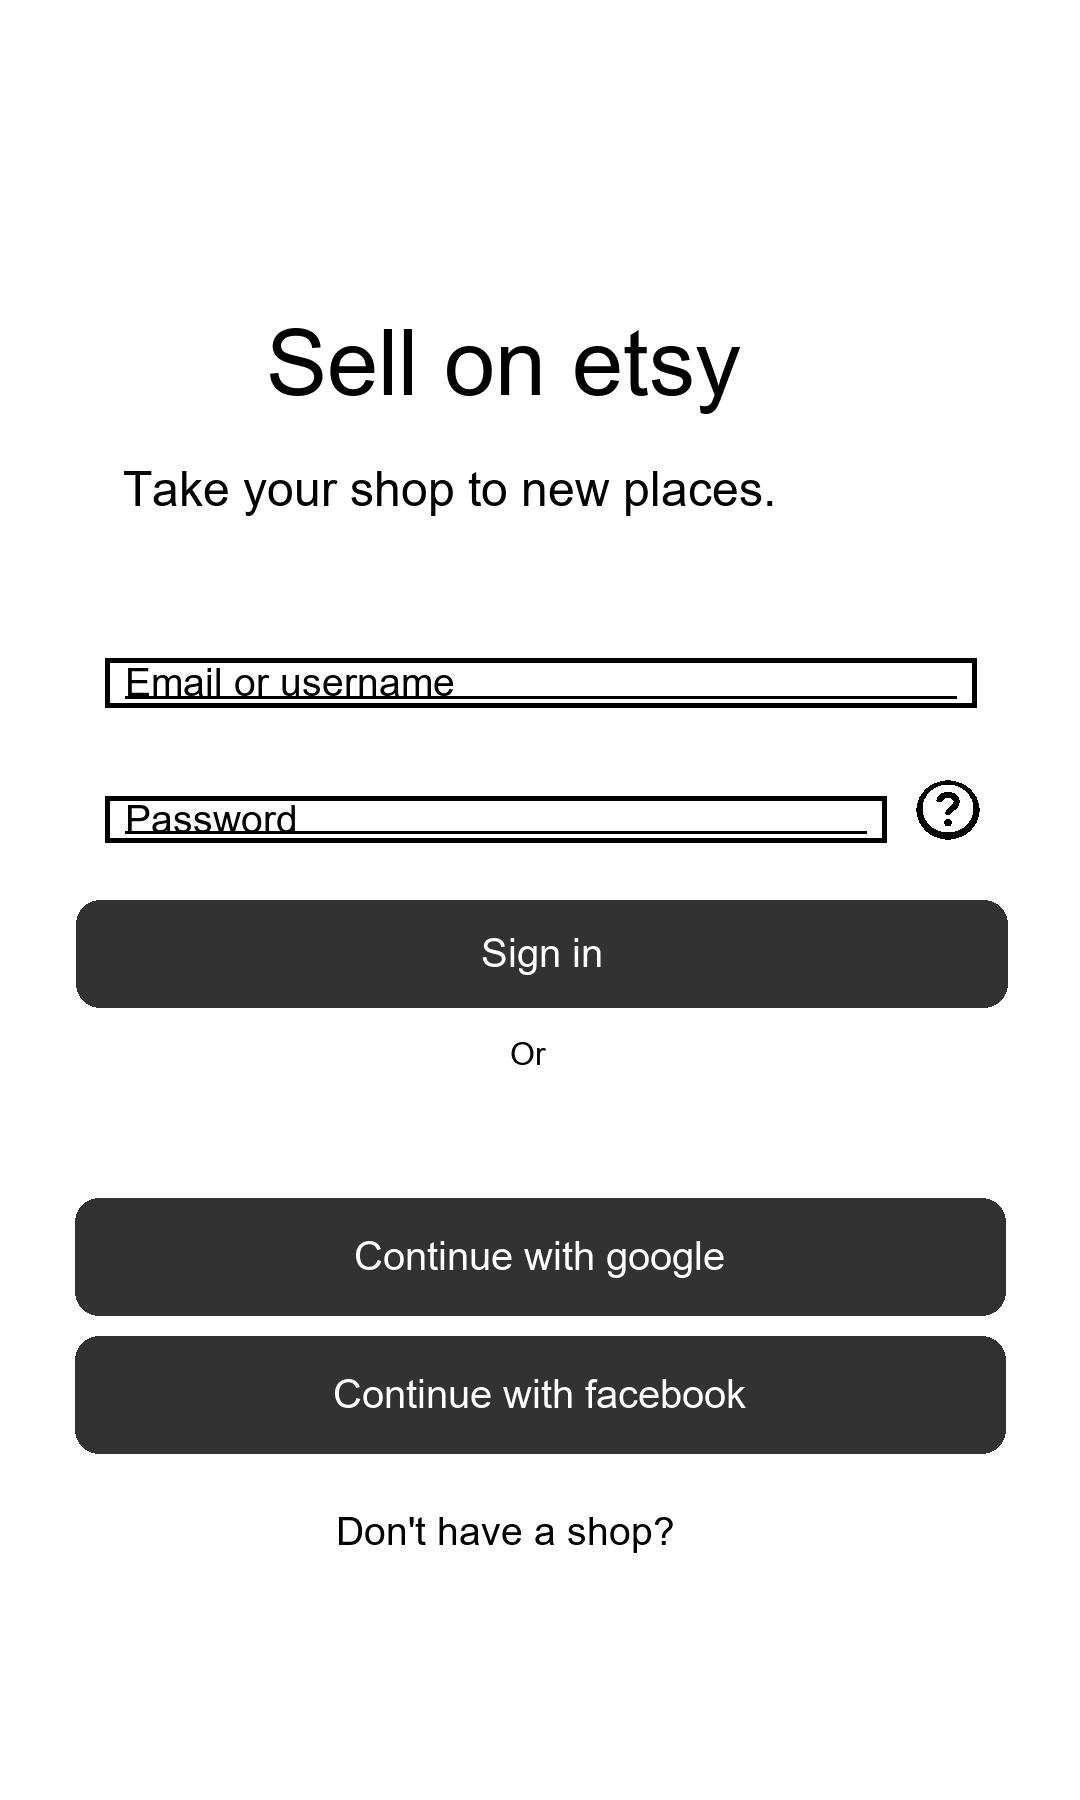 Sell on etsy
Take your shop to new places.
Email or username
Password
?
Sign in
Or
Continue with google
Continue with facebook
Don't have a shop?